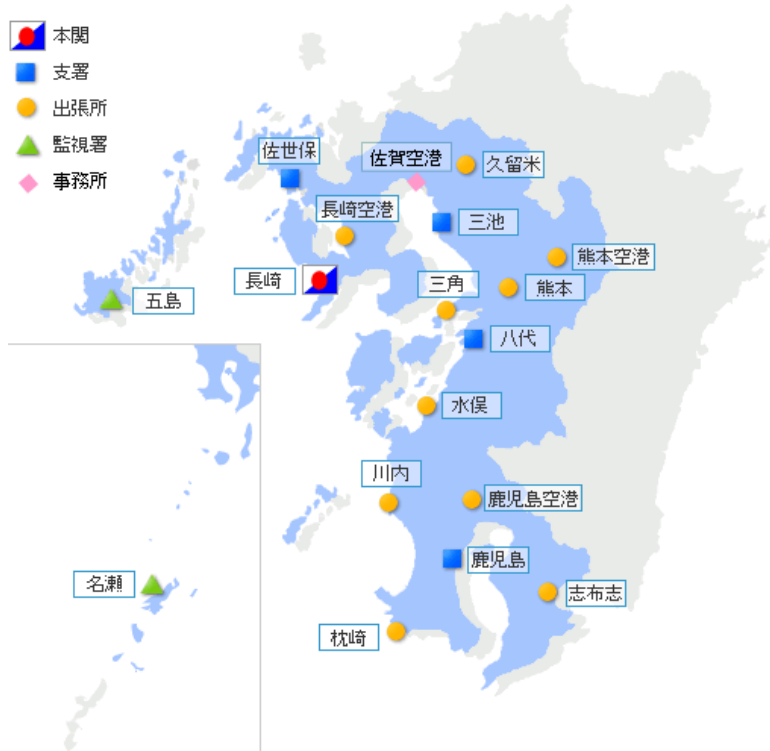 本関
支署
出張所
監視署
事務所
佐世保
佐賀空港
久留米
長崎空港
三池
熊本空港
長崎
三角
熊本
五島
八代
水俣
川内
鹿児島空港
鹿児島
名瀬
志布志
枕崎